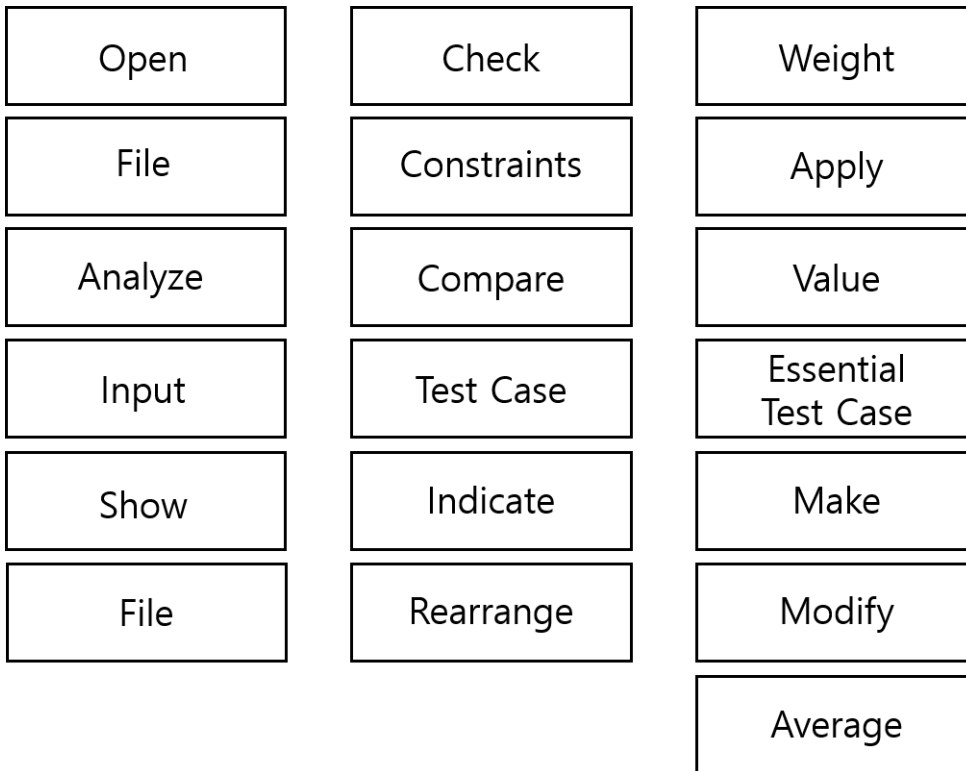 Open
File
Analyze
Input
Show
File
Check
Constraints
Compare
Test Case
Indicate
Rearrange
Weight
Apply
Value
Essential
Test Case
Make
Modify
Average